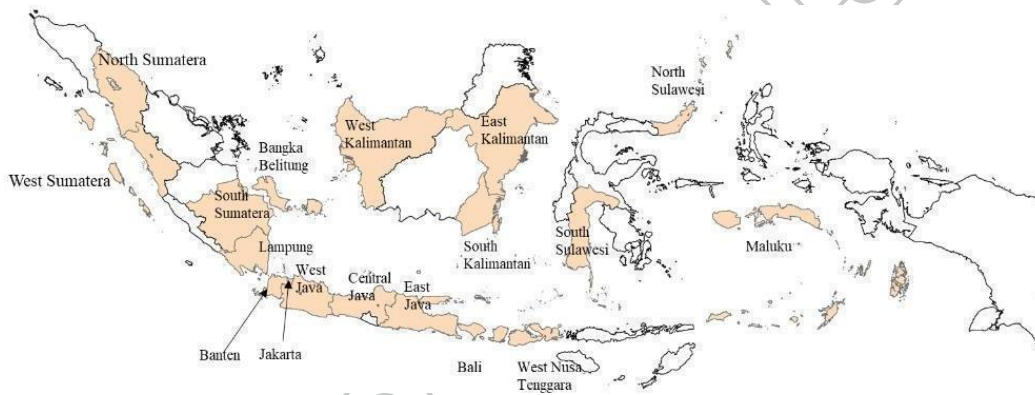 North Sumatera
North
Sulawesi
West
Kalimantan
East
Kalimantan
Bangka
Belitung
West Sumatera
South
Sumatera
Lampung
South
Kalimantan
South
Sulawesi
Maluku
West
Java
Central
Java
East
Java
Banten
Jakarta
Bali
West Nusa
Tenggara